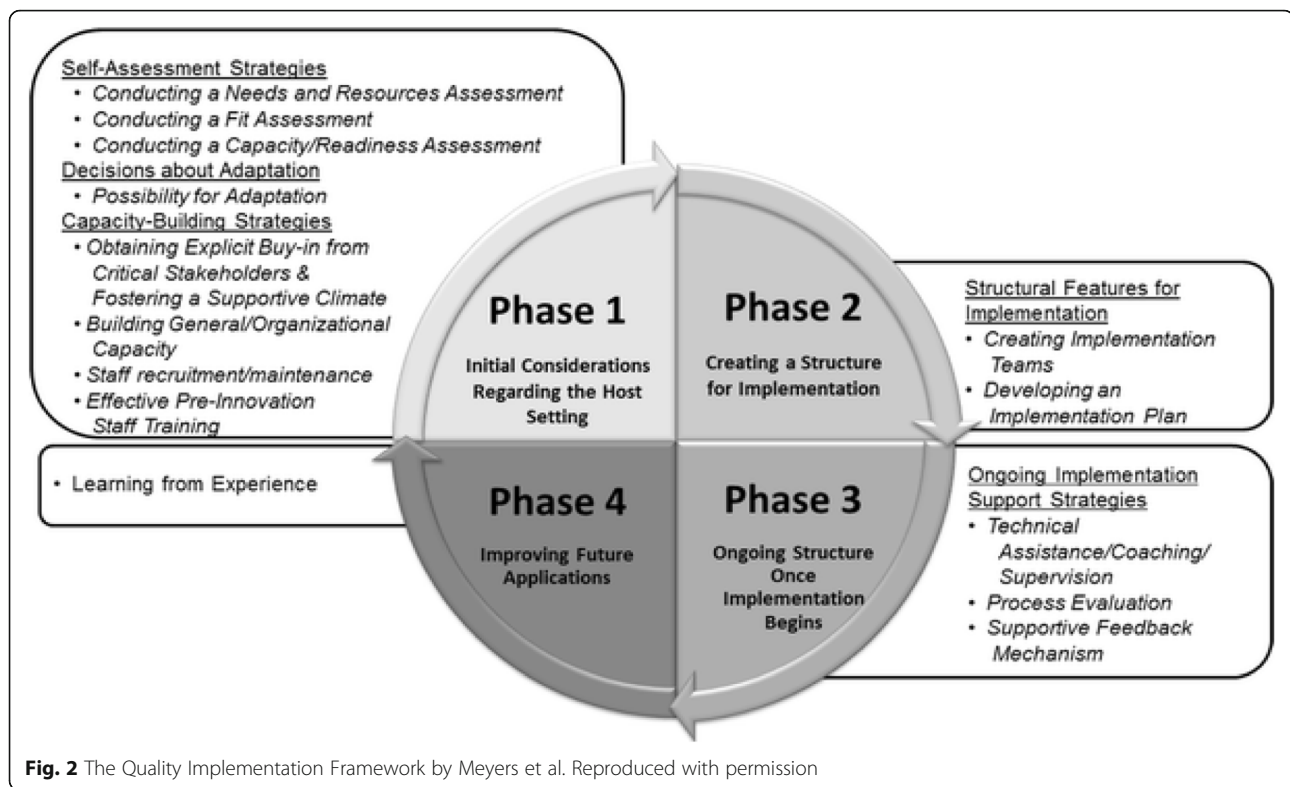 Self-Assessment Strategies
• Conducting a Needs and Resources Assessment
• Conducting a Fit Assessment
• Conducting a Capacity/Readiness Assessment
Decisions about Adaptation
• Possibility for Adaptation
Capacity-Building Strategies
• Obtaining Explicit Buy-in from
Critical Stakeholders &
Fostering a Supportive Climate
• Building General/Organizational
Capacity
• Staff recruitment/maintenance
• Effective Pre-Innovation
Staff Training
Phase 1
Initial Considerations
Regarding the Host
Setting
Phase 2
Creating a Structure
for Implementation
Structural Features for
Implementation
• Creating Implementation
Teams
• Developing an
Implementation Plan
• Learning from Experience
Phase 4
Improving Future
Applications
Phase 3
Ongoing Structure
Once
Implementation
Begins
Ongoing Implementation
Support Strategies
• Technical
Assistance/Coaching/
Supervision
• Process Evaluation
• Supportive Feedback
Mechanism
Fig. 2 The Quality Implementation Framework by Meyers et al. Reproduced with permission